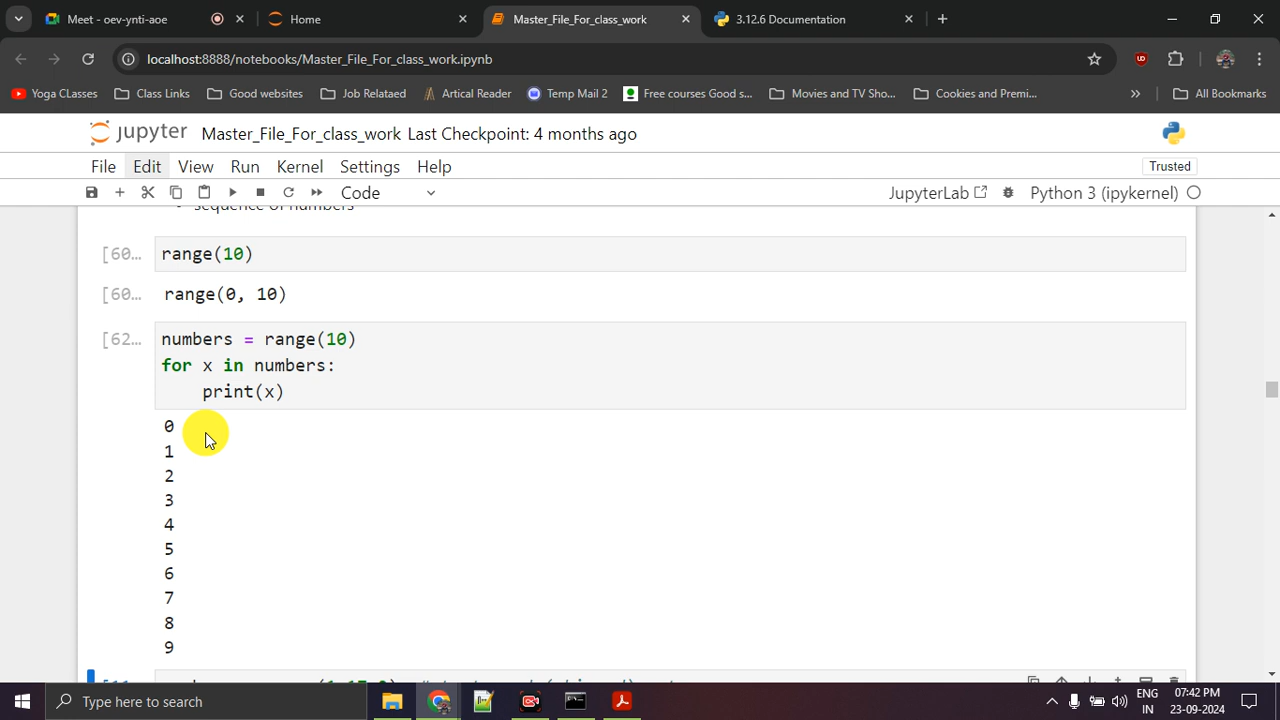 Meet - oev-ynti-aoe
Home
Master_File_For_class_work
3.12.6 Documentation
localhost:8888/notebooks/Master_File_For_class_work.ipynb
Yoga CLasses
Class Links
Good websites
Job Relataed
Artical Reader
Temp Mail 2
Free courses Good s...
Movies and TV Sho...
Cookies and Premi...
All Bookmarks
jupyter Master_File_For_class_work Last Checkpoint: 4 months ago
File Edit View Run Kernel Settings Help
Trusted
Code
JupyterLab
Python 3 (ipykernel)
sequence of numbers
[60… range(10)
[60… range(0, 10)
[62… numbers = range(10)
for x in numbers:
print(x)
0
1
2
3
4
5
6
7
8
9
Type here to search
ENG
IN
07:42 PM
23-09-2024